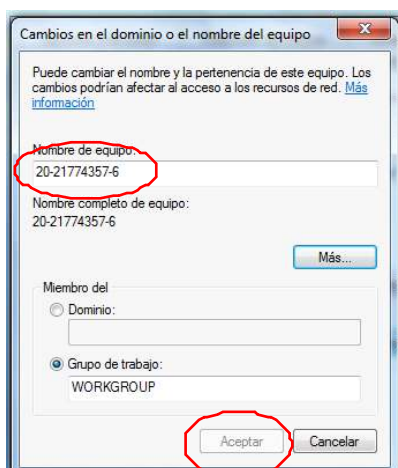 Cambios en el dominio o el nombre del equipo
Puede cambiar el nombre y la pertenencia de este equipo. Los
cambios podrían afectar al acceso a los recursos de red. Más
información
Nombre de equipo:
20-21774357-6
Nombre completo de equipo:
20-21774357-6
Más...
Miembro del
Dominio:
Grupo de trabajo:
WORKGROUP
Aceptar
Cancelar